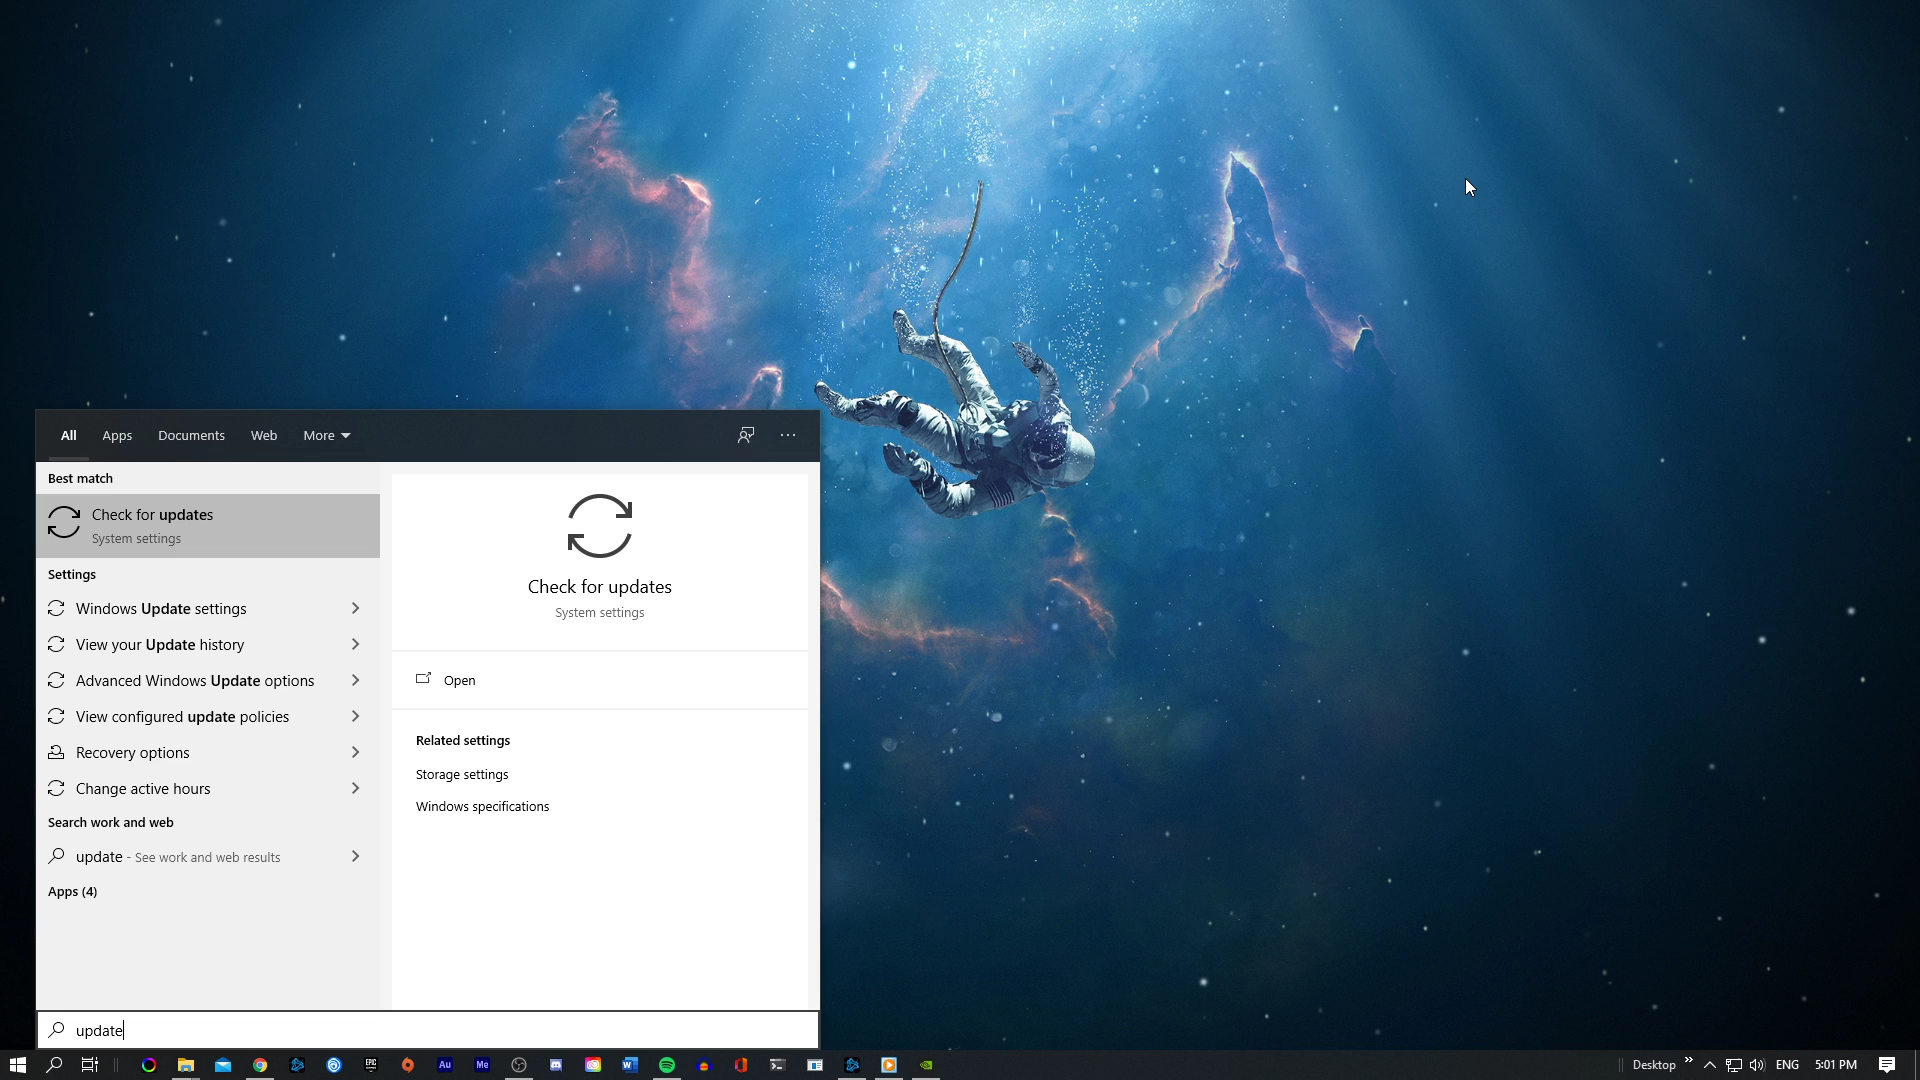 All Apps Documents Web More
Best match
Check for updates
System settings
Settings
Windows Update settings
View your Update history
Advanced Windows Update options
View configured update policies
Recovery options
Change active hours
Search work and web
update - See work and web results
Apps (4)
Check for updates
System settings
Open
Related settings
Storage settings
Windows specifications
update
EPIC
Au
Me
W
Desktop
ENG
5:01 PM